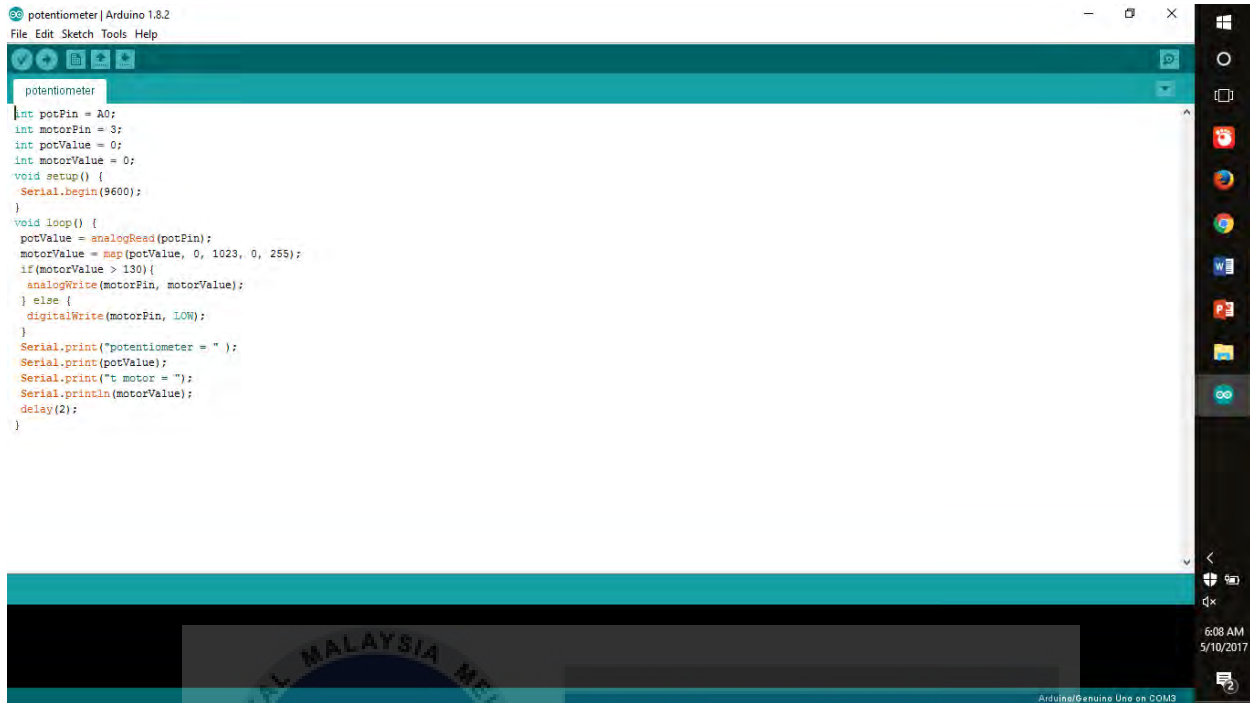 potentiometer | Arduino 1.8.2
File Edit Sketch Tools Help
potentiometer
int potPin = A0;
int motorPin = 3;
int potValue = 0;
int motorValue = 0;
void setup() {
Serial.begin(9600);
}
void loop() {
potValue = analogRead(potPin);
motorValue = map(potValue, 0, 1023, 0, 255);
if(motorValue > 130){
analogWrite(motorPin, motorValue);
} else {
digitalWrite(motorPin, LOW);
}
Serial.print("potentiometer = " );
Serial.print(potValue);
Serial.print("t motor = ");
Serial.println(motorValue);
delay(2);
}
MALAYSIA
Arduino/Genuino Uno on COM3
6:08 AM
5/10/2017
2